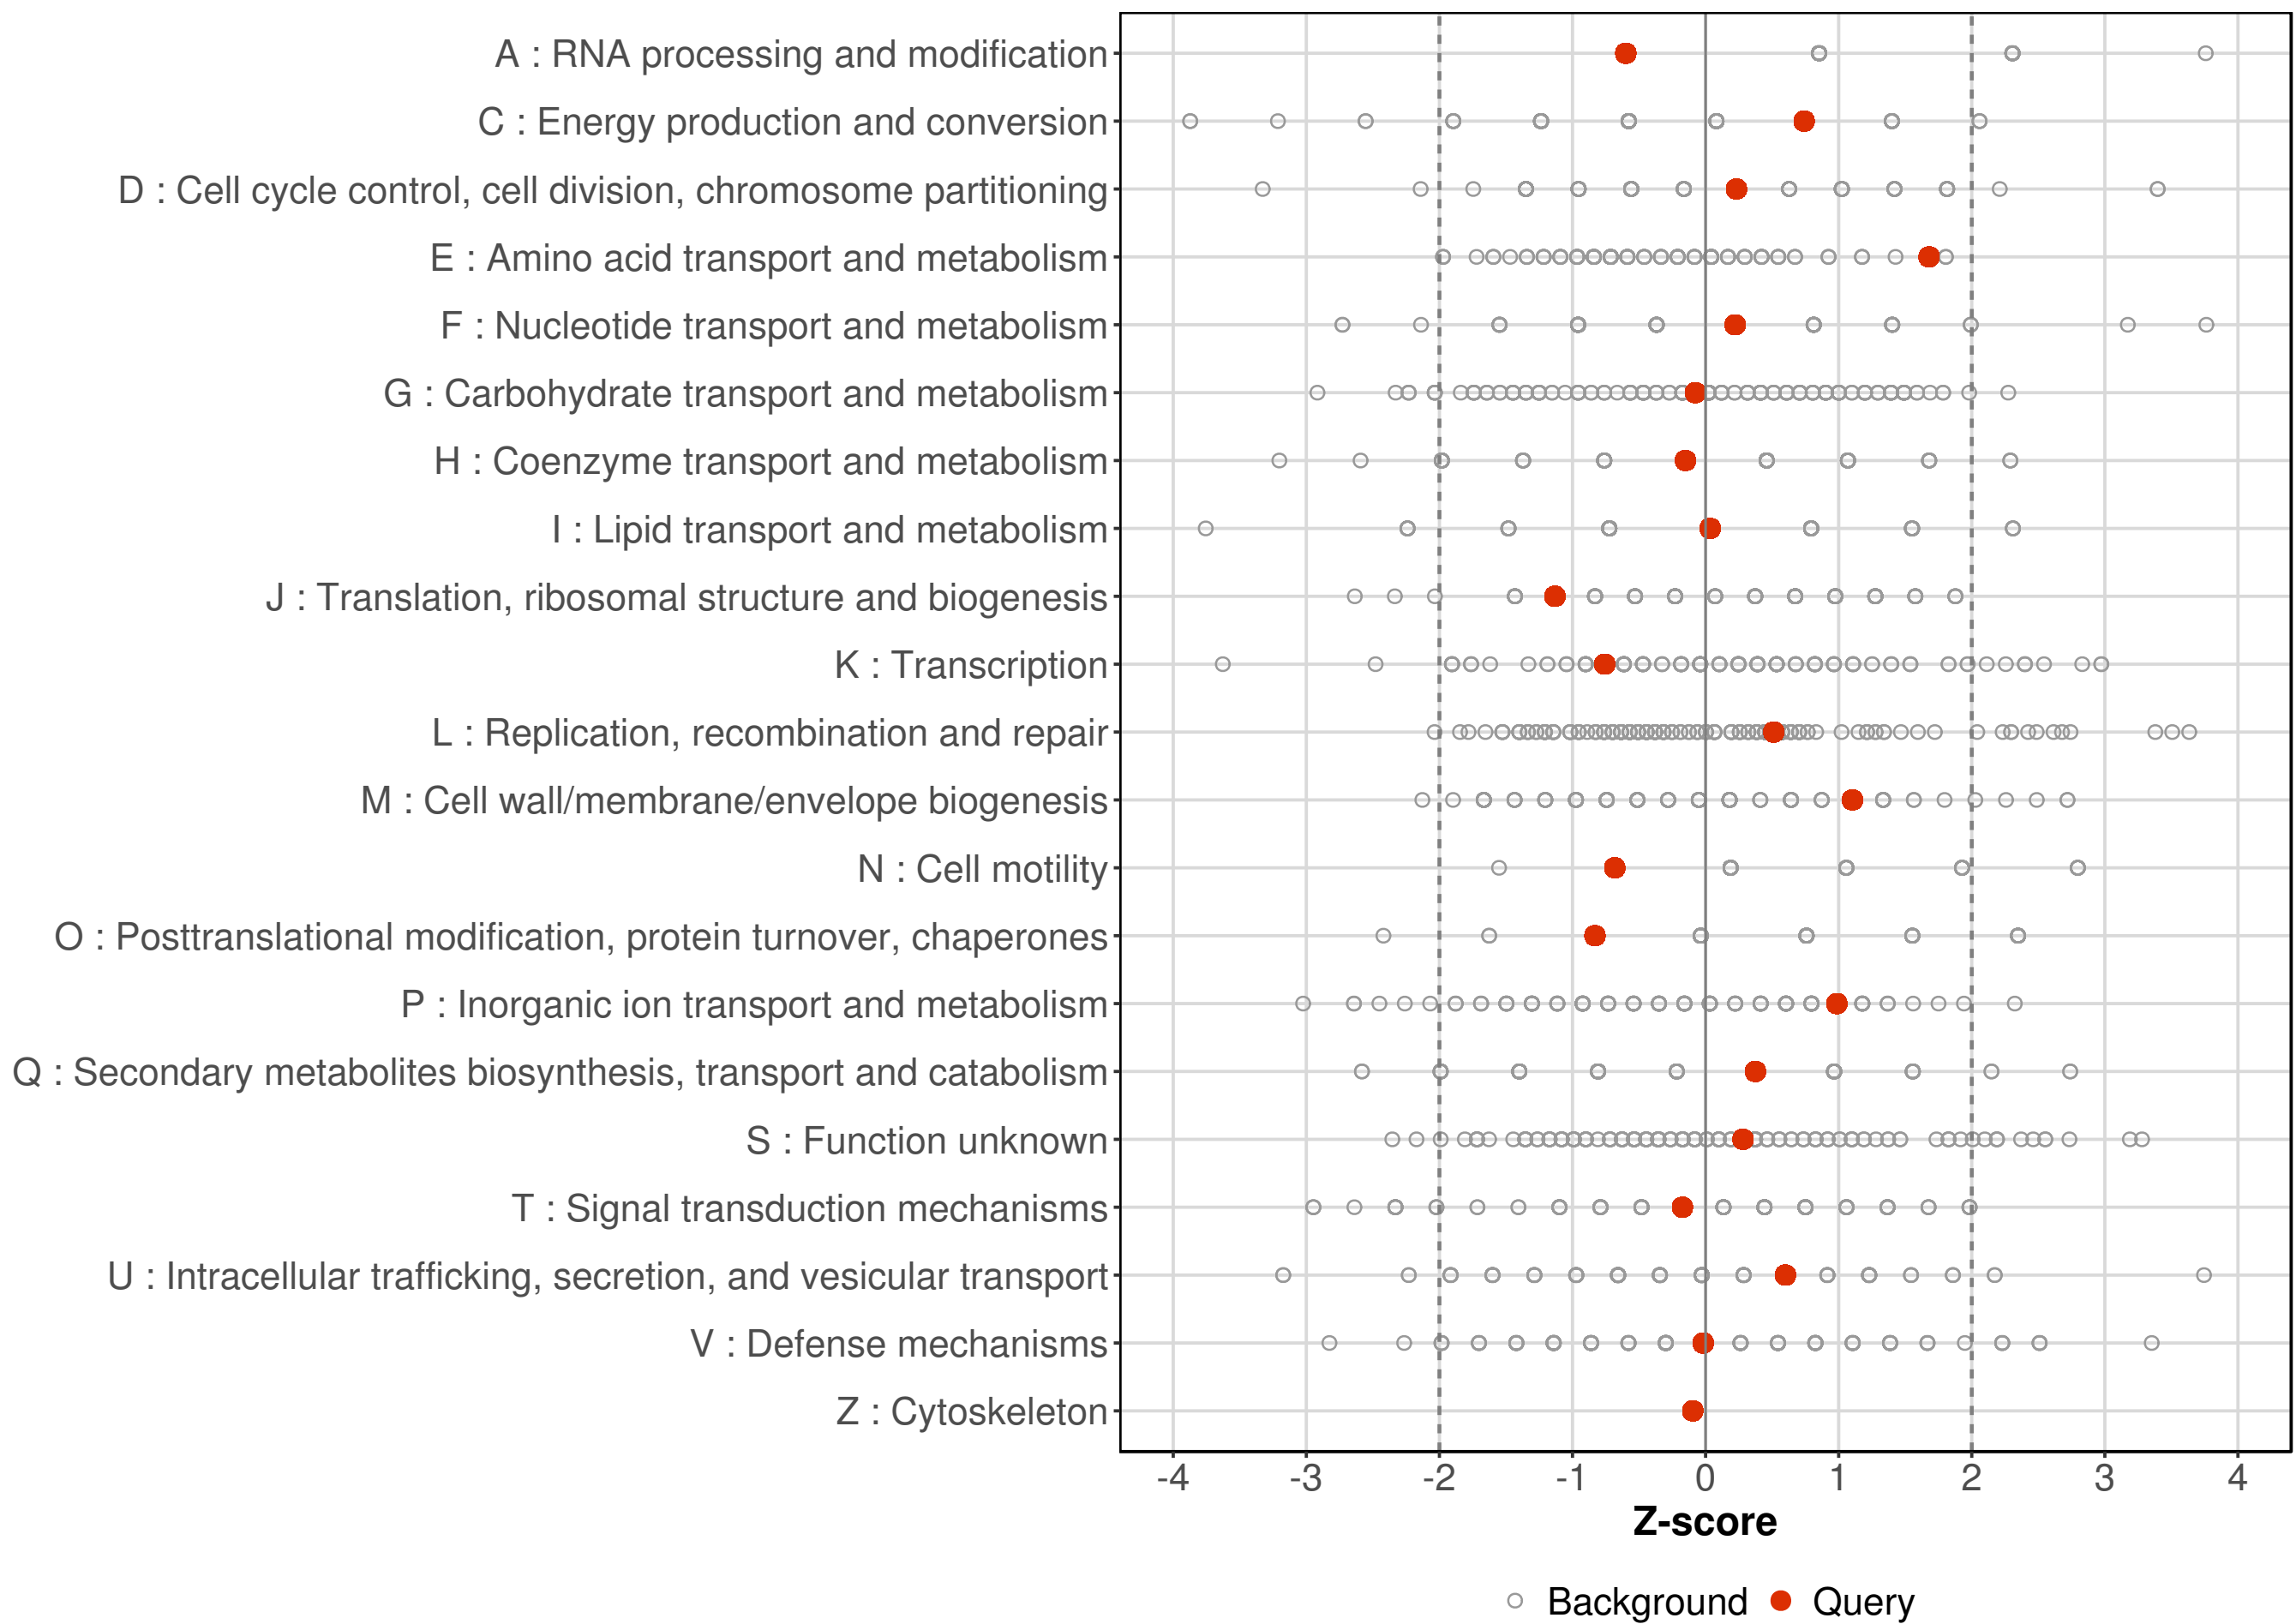 A : RNA processing and modification
C : Energy production and conversion
D : Cell cycle control, cell division, chromosome partitioning
E : Amino acid transport and metabolism
F : Nucleotide transport and metabolism
G : Carbohydrate transport and metabolism
H : Coenzyme transport and metabolism
I : Lipid transport and metabolism
J : Translation, ribosomal structure and biogenesis
K : Transcription
L : Replication, recombination and repair
M : Cell wall/membrane/envelope biogenesis
N : Cell motility
O : Posttranslational modification, protein turnover, chaperones
P : Inorganic ion transport and metabolism
Q : Secondary metabolites biosynthesis, transport and catabolism
S : Function unknown
T : Signal transduction mechanisms
U : Intracellular trafficking, secretion, and vesicular transport
V : Defense mechanisms
Z : Cytoskeleton
-4 -3 -2 -1 0 1 2 3 4
Z-score
Background Query